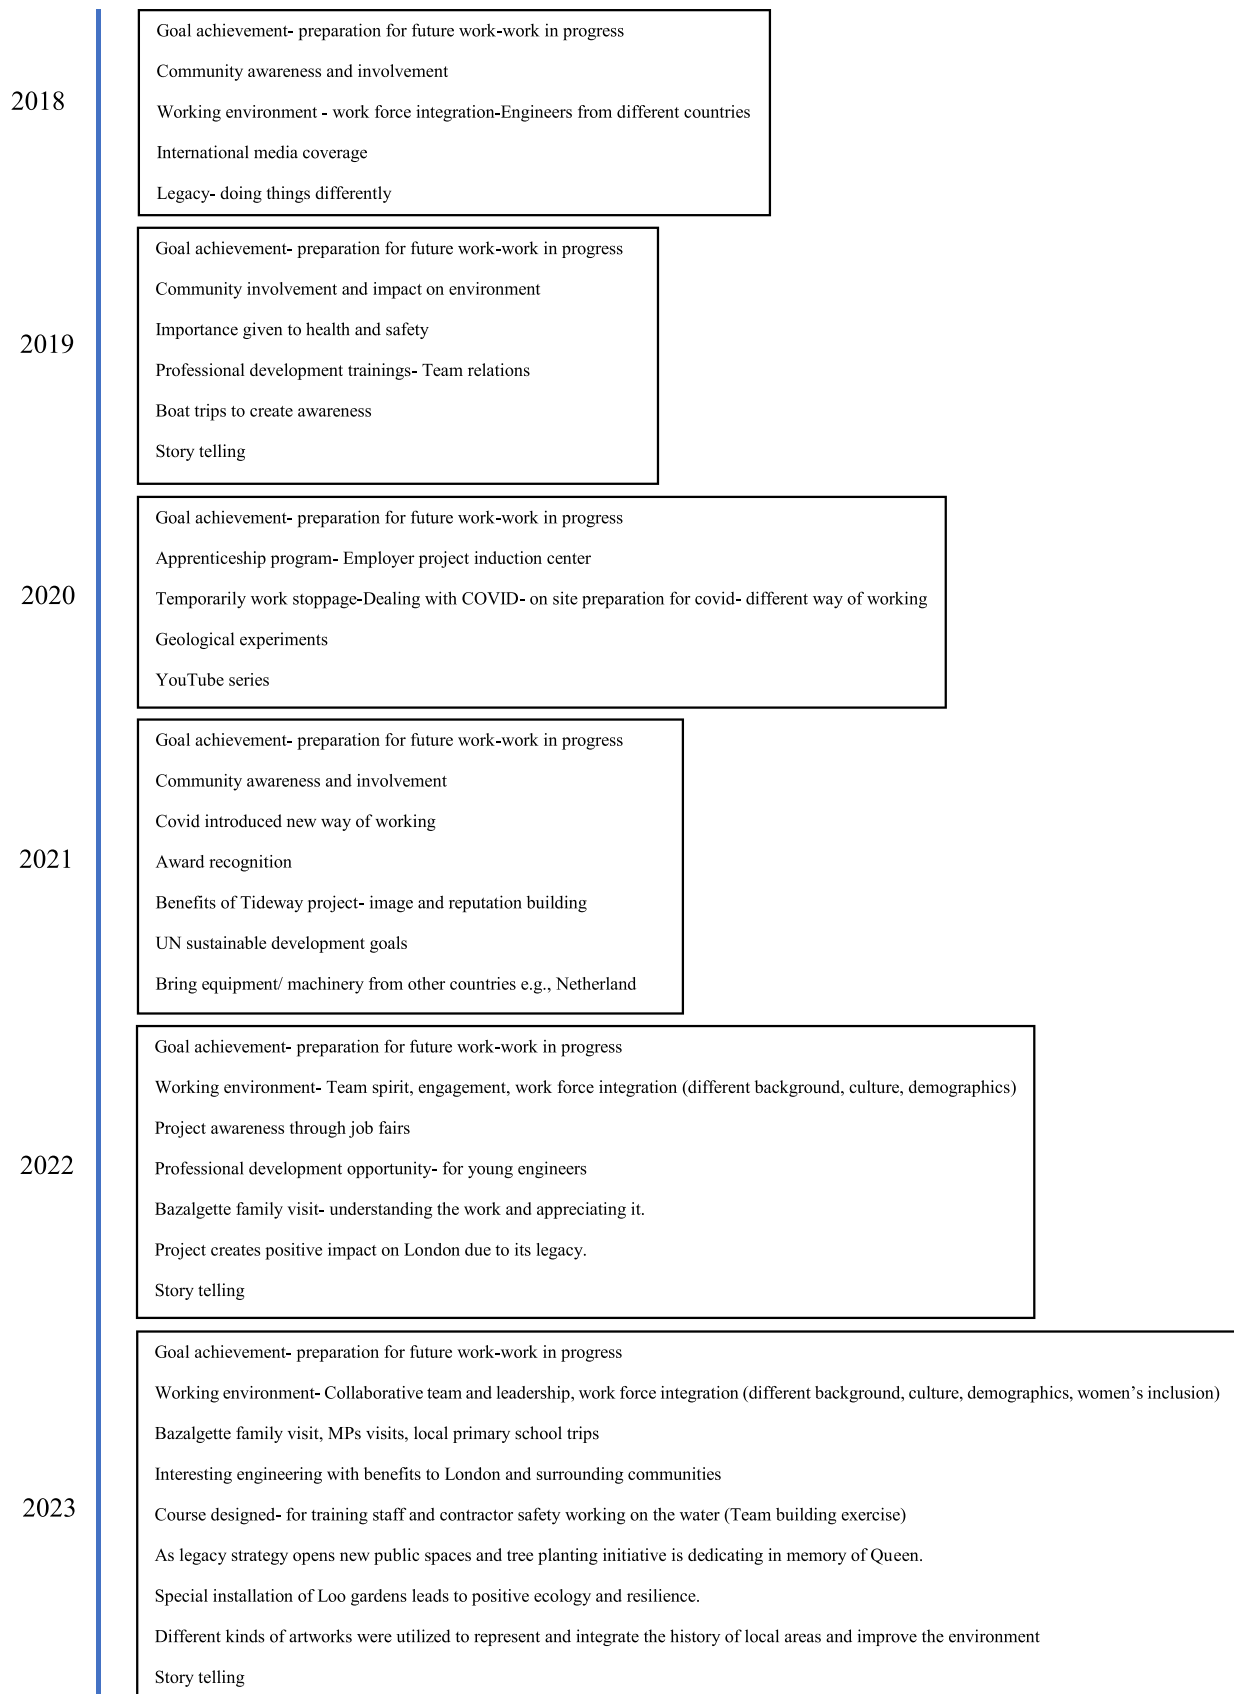 2018
Goal achievement- preparation for future work-work in progress
Community awareness and involvement
Working environment - work force integration-Engineers from different countries
International media coverage
Legacy- doing things differently
2019
Goal achievement- preparation for future work-work in progress
Community involvement and impact on environment
Importance given to health and safety
Professional development trainings- Team relations
Boat trips to create awareness
Story telling
2020
Goal achievement- preparation for future work-work in progress
Apprenticeship program- Employer project induction center
Temporarily work stoppage-Dealing with COVID- on site preparation for covid- different way of working
Geological experiments
YouTube series
2021
Goal achievement- preparation for future work-work in progress
Community awareness and involvement
Covid introduced new way of working
Award recognition
Benefits of Tideway project- image and reputation building
UN sustainable development goals
Bring equipment/ machinery from other countries e.g., Netherland
2022
Goal achievement- preparation for future work-work in progress
Working environment- Team spirit, engagement, work force integration (different background, culture, demographics)
Project awareness through job fairs
Professional development opportunity- for young engineers
Bazalgette family visit- understanding the work and appreciating it.
Project creates positive impact on London due to its legacy.
Story telling
2023
Goal achievement- preparation for future work-work in progress
Working environment- Collaborative team and leadership, work force integration (different background, culture, demographics, women’s inclusion)
Bazalgette family visit, MPs visits, local primary school trips
Interesting engineering with benefits to London and surrounding communities
Course designed- for training staff and contractor safety working on the water (Team building exercise)
As legacy strategy opens new public spaces and tree planting initiative is dedicating in memory of Queen.
Special installation of Loo gardens leads to positive ecology and resilience.
Different kinds of artworks were utilized to represent and integrate the history of local areas and improve the environment
Story telling